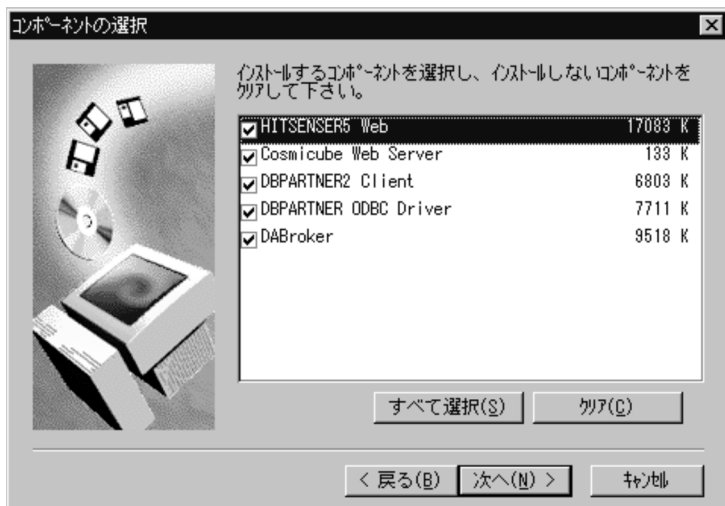 コンポーネントの選択
インストールするコンポーネントを選択し、インストールしないコンポーネントを
クリアして下さい。
HITSENSER5 Web 17083 K
Cosmicube Web Server 133 K
DBPARTNER2 Client 6803 K
DBPARTNER ODBC Driver 7711 K
DABroker 9518 K
すべて選択(S) クリア(C)
< 戻る(B) 次へ(N) > キャンセル